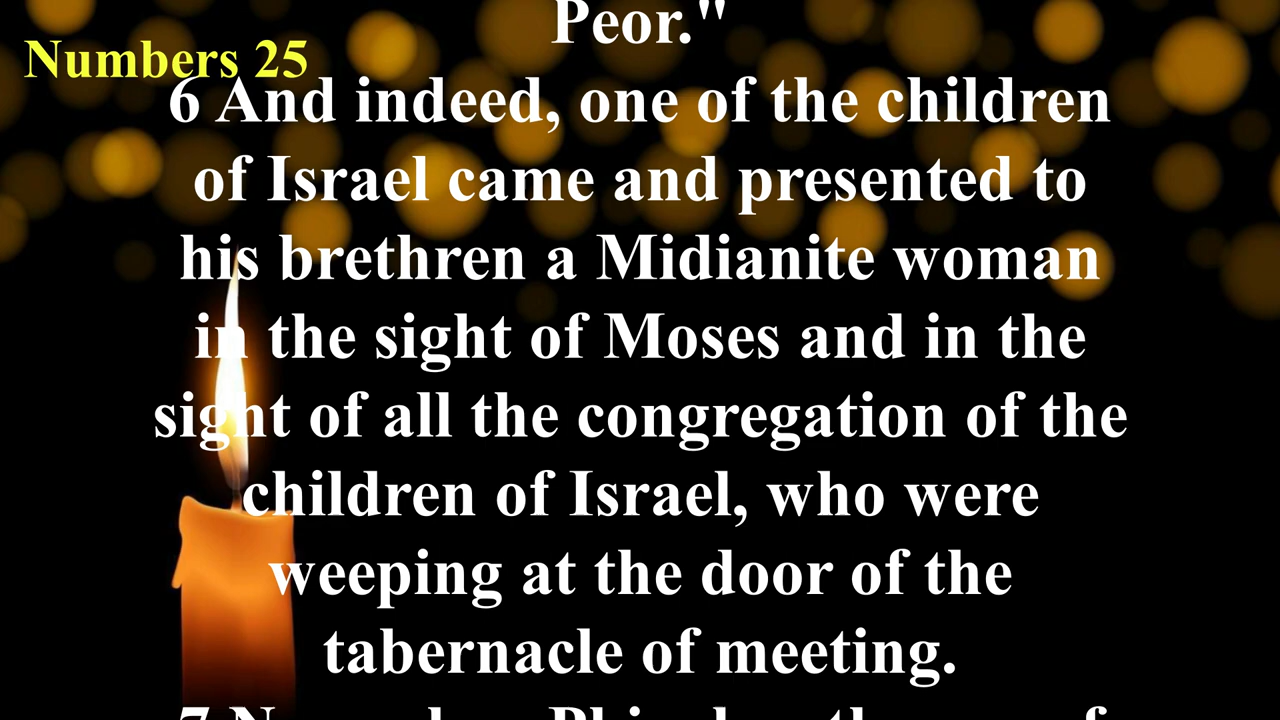 Peor."
Numbers 25
6 And indeed, one of the children
of Israel came and presented to
his brethren a Midianite woman
in the sight of Moses and in the
sight of all the congregation of the
children of Israel, who were
weeping at the door of the
tabernacle of meeting.